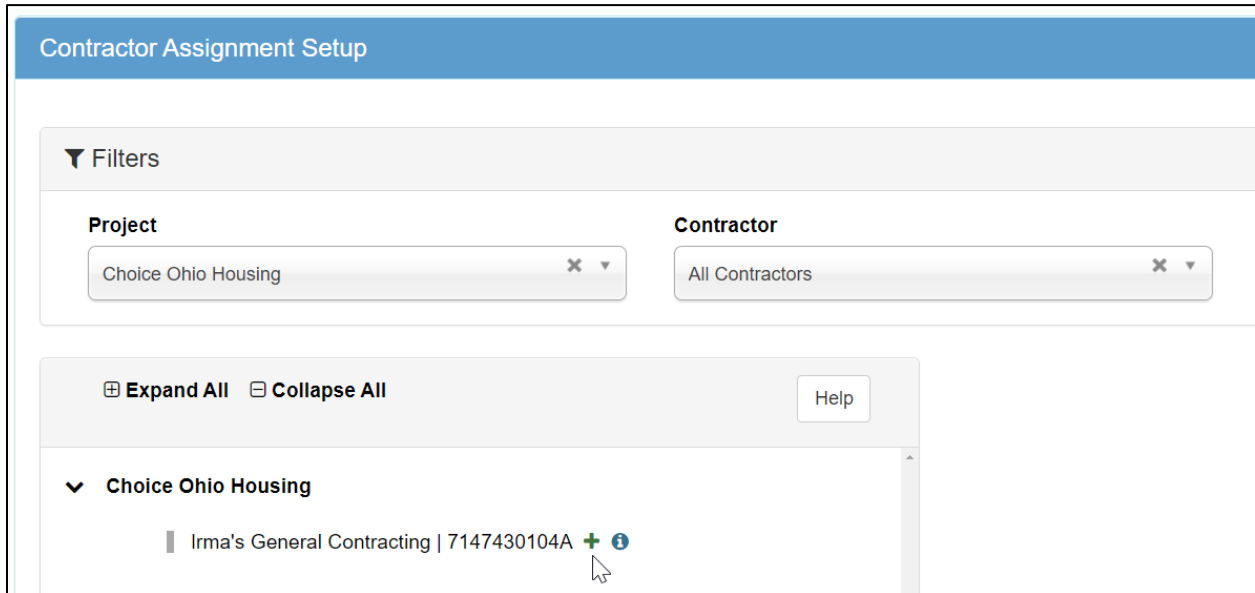 Contractor Assignment Setup
Filters
Project
Contractor
Choice Ohio Housing
All Contractors
Expand All Collapse All
Help
Choice Ohio Housing
Irma's General Contracting | 7147430104A